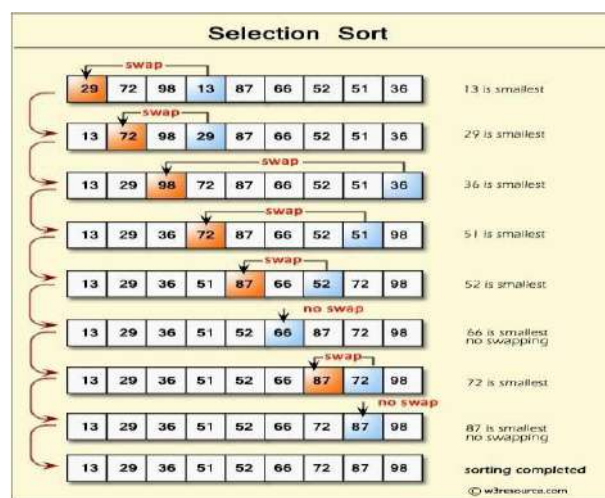 Selection Sort
swap
29 72 98 13 87 66 52 51 36 13 is smallest
swap
13 72 98 29 87 66 52 51 36 29 is smallest
swap
13 29 98 72 87 66 52 51 36 36 is smallest
swap
13 29 36 72 87 66 52 51 98 51 is smallest
swap
13 29 36 51 87 66 52 72 98 52 is smallest
no swap
13 29 36 51 52 66 87 72 98 66 is smallest
no swapping
swap
13 29 36 51 52 66 87 72 98 72 is smallest
no swap
13 29 36 51 52 66 72 87 98 87 is smallest
no swapping
13 29 36 51 52 66 72 87 98 sorting completed
© w3resource.com